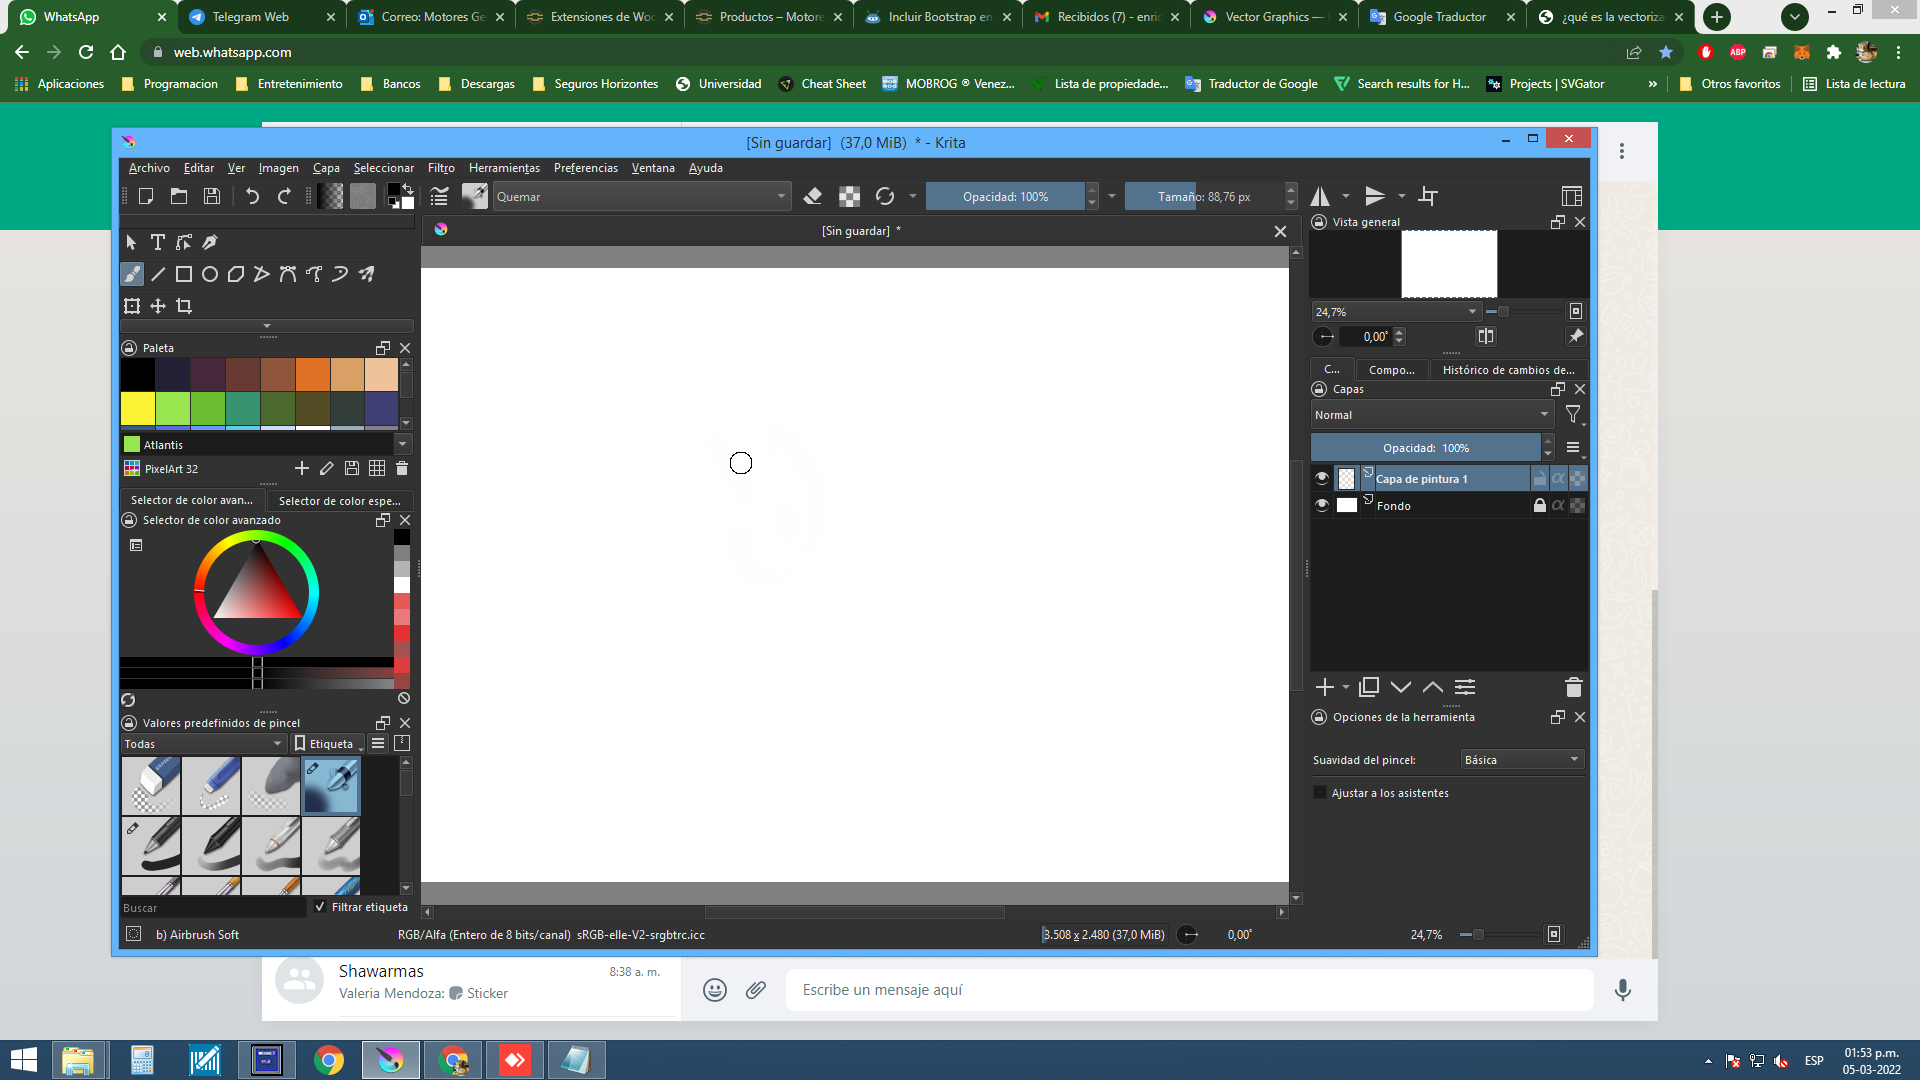 WhatsApp
Telegram Web
Correo: Motores Ge
Extensiones de Woo
Productos – Motore
Incluir Bootstrap en
Recibidos (7) - enric
Vector Graphics —
Google Traductor
¿qué es la vectoriza
web.whatsapp.com
Aplicaciones
Programacion
Entretenimiento
Bancos
Descargas
Seguros Horizontes
Universidad
Cheat Sheet
MOBROG ® Venez...
Lista de propiedade...
Traductor de Google
Search results for H...
Projects | SVGator
»
Otros favoritos
Lista de lectura
[Sin guardar] (37,0 MiB) * - Krita
Archivo Editar Ver Imagen Capa Seleccionar Filtro Herramientas Preferencias Ventana Ayuda
Quemar
Opacidad: 100%
Tamaño: 88,76 px
[Sin guardar] *
Vista general
24,7%
0,00°
C...
Compo...
Histórico de cambios de...
Capas
Normal
Opacidad: 100%
Capa de pintura 1
Fondo
Opciones de la herramienta
Suavidad del pincel:
Básica
Ajustar a los asistentes
Paleta
Atlantis
PixelArt 32
Selector de color avan...
Selector de color espe...
Selector de color avanzado
Valores predefinidos de pincel
Todas
Etiqueta
Buscar
Filtrar etiqueta
b) Airbrush Soft
RGB/Alfa (Entero de 8 bits/canal) sRGB-elle-V2-srgbtrc.icc
3.508 x 2.480 (37,0 MiB)
0,00°
24,7%
Shawarmas
8:38 a. m.
Valeria Mendoza: Sticker
Escribe un mensaje aquí
ESP
01:53 p.m.
05-03-2022